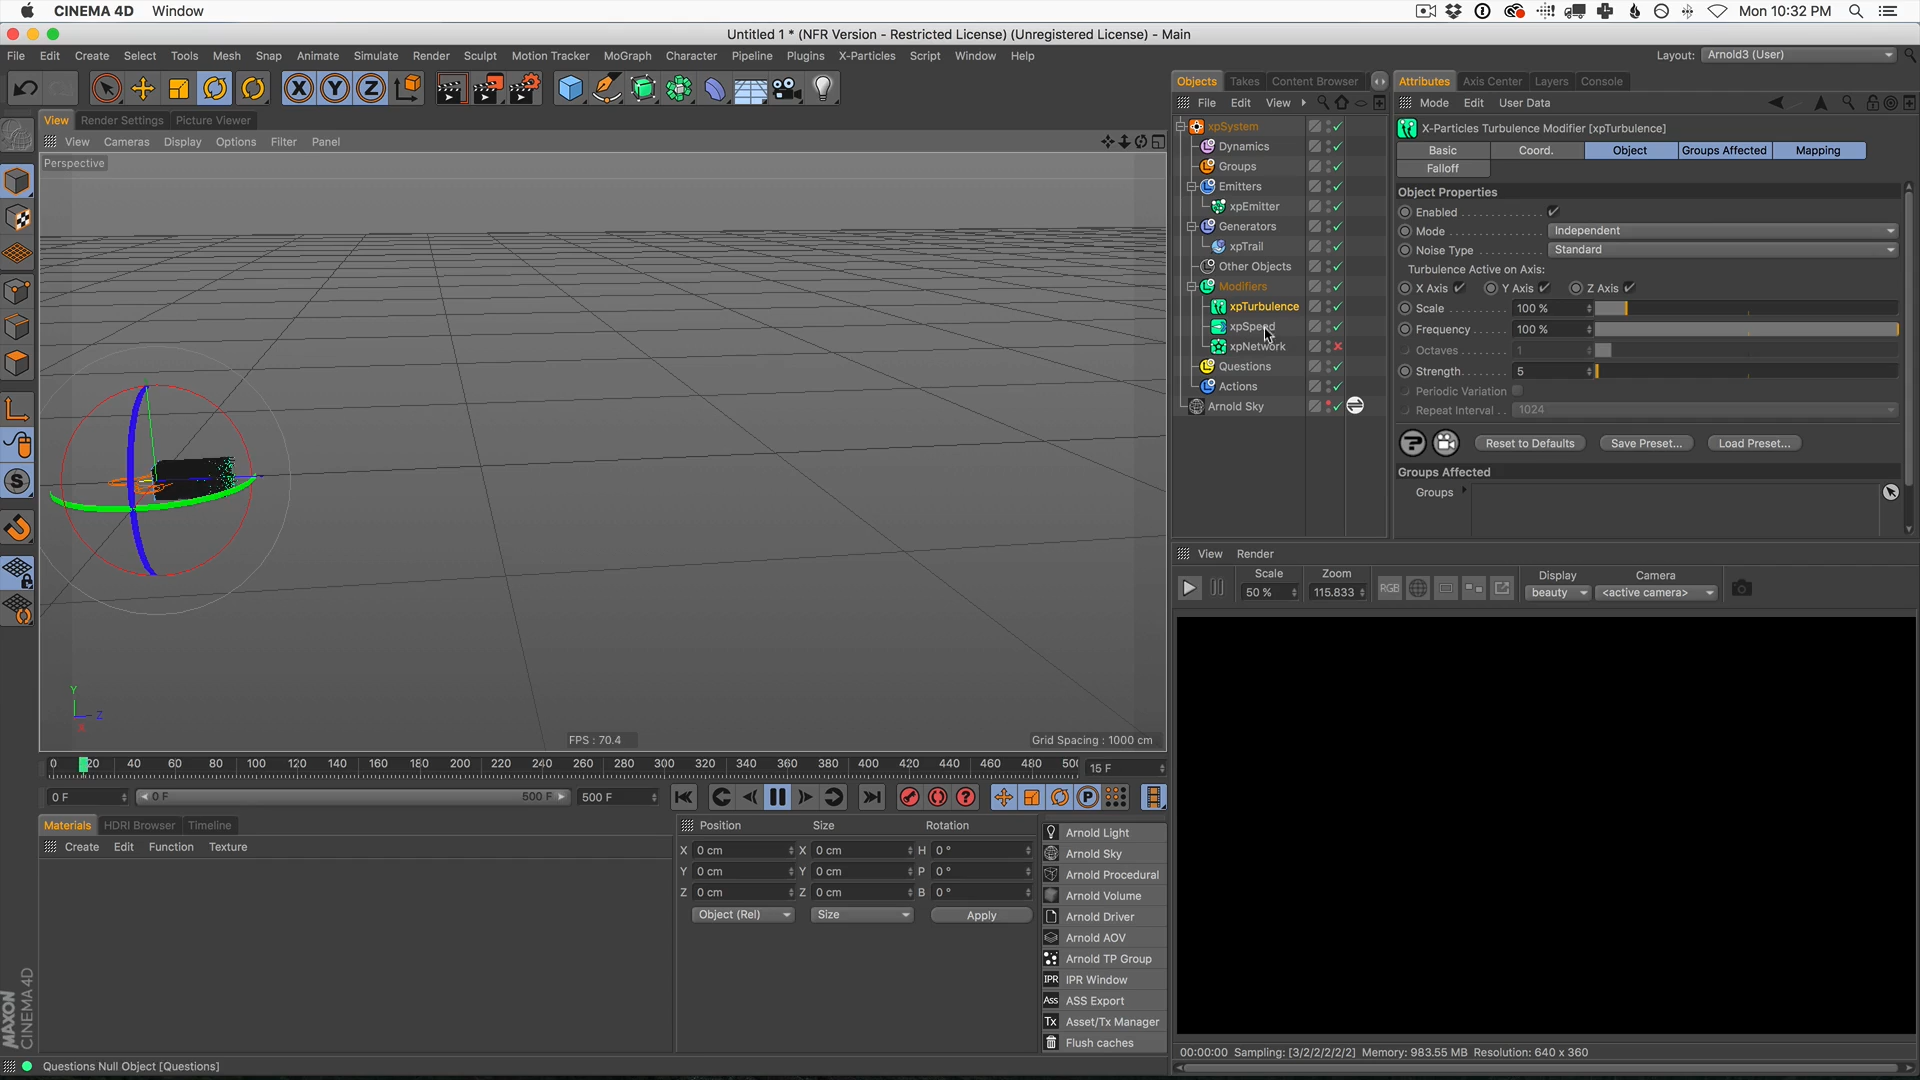 CINEMA 4D Window Mon 10:32 PM
Untitled 1 * (NFR Version - Restricted License) (Unregistered License) - Main
File Edit Create Select Tools Mesh Snap Animate Simulate Render Sculpt Motion Tracker MoGraph Character Pipeline Plugins X-Particles Script Window Help Layout: Arnold3 (User)
X Y Z
View Render Settings Picture Viewer
View Cameras Display Options Filter Panel
Perspective
Y
Z
X
FPS : 70.4 Grid Spacing : 1000 cm
0 20 40 60 80 100 120 140 160 180 200 220 240 260 280 300 320 340 360 380 400 420 440 460 480 50 15 F
0 F 0 F 500 F 500 F
Materials HDRI Browser Timeline
Create Edit Function Texture
Position Size Rotation
X 0 cm X 0 cm H 0 °
Y 0 cm Y 0 cm P 0 °
Z 0 cm Z 0 cm B 0 °
Object (Rel) Size Apply
Arnold Light
Arnold Sky
Arnold Procedural
Arnold Volume
Arnold Driver
Arnold AOV
Arnold TP Group
IPR IPR Window
Ass ASS Export
Tx Asset/Tx Manager
Flush caches
MAXON
CINEMA 4D
Questions Null Object [Questions]
Objects Takes Content Browser
File Edit View
xpSystem
Dynamics
Groups
Emitters
xpEmitter
Generators
xpTrail
Other Objects
Modifiers
xpTurbulence
xpSpeed
xpNetwork
Questions
Actions
Arnold Sky
Attributes Axis Center Layers Console
Mode Edit User Data
X-Particles Turbulence Modifier [xpTurbulence]
Basic Coord. Object Groups Affected Mapping
Falloff
Object Properties
Enabled
Mode Independent
Noise Type Standard
Turbulence Active on Axis:
X Axis Y Axis Z Axis
Scale 100 %
Frequency 100 %
Octaves 1
Strength 5
Periodic Variation
Repeat Interval 1024
Reset to Defaults Save Preset... Load Preset...
Groups Affected
Groups
View Render
Scale Zoom Display Camera
50 % 115.833 RGB beauty <active camera>
00:00:00 Sampling: [3/2/2/2/2/2] Memory: 983.55 MB Resolution: 640 x 360